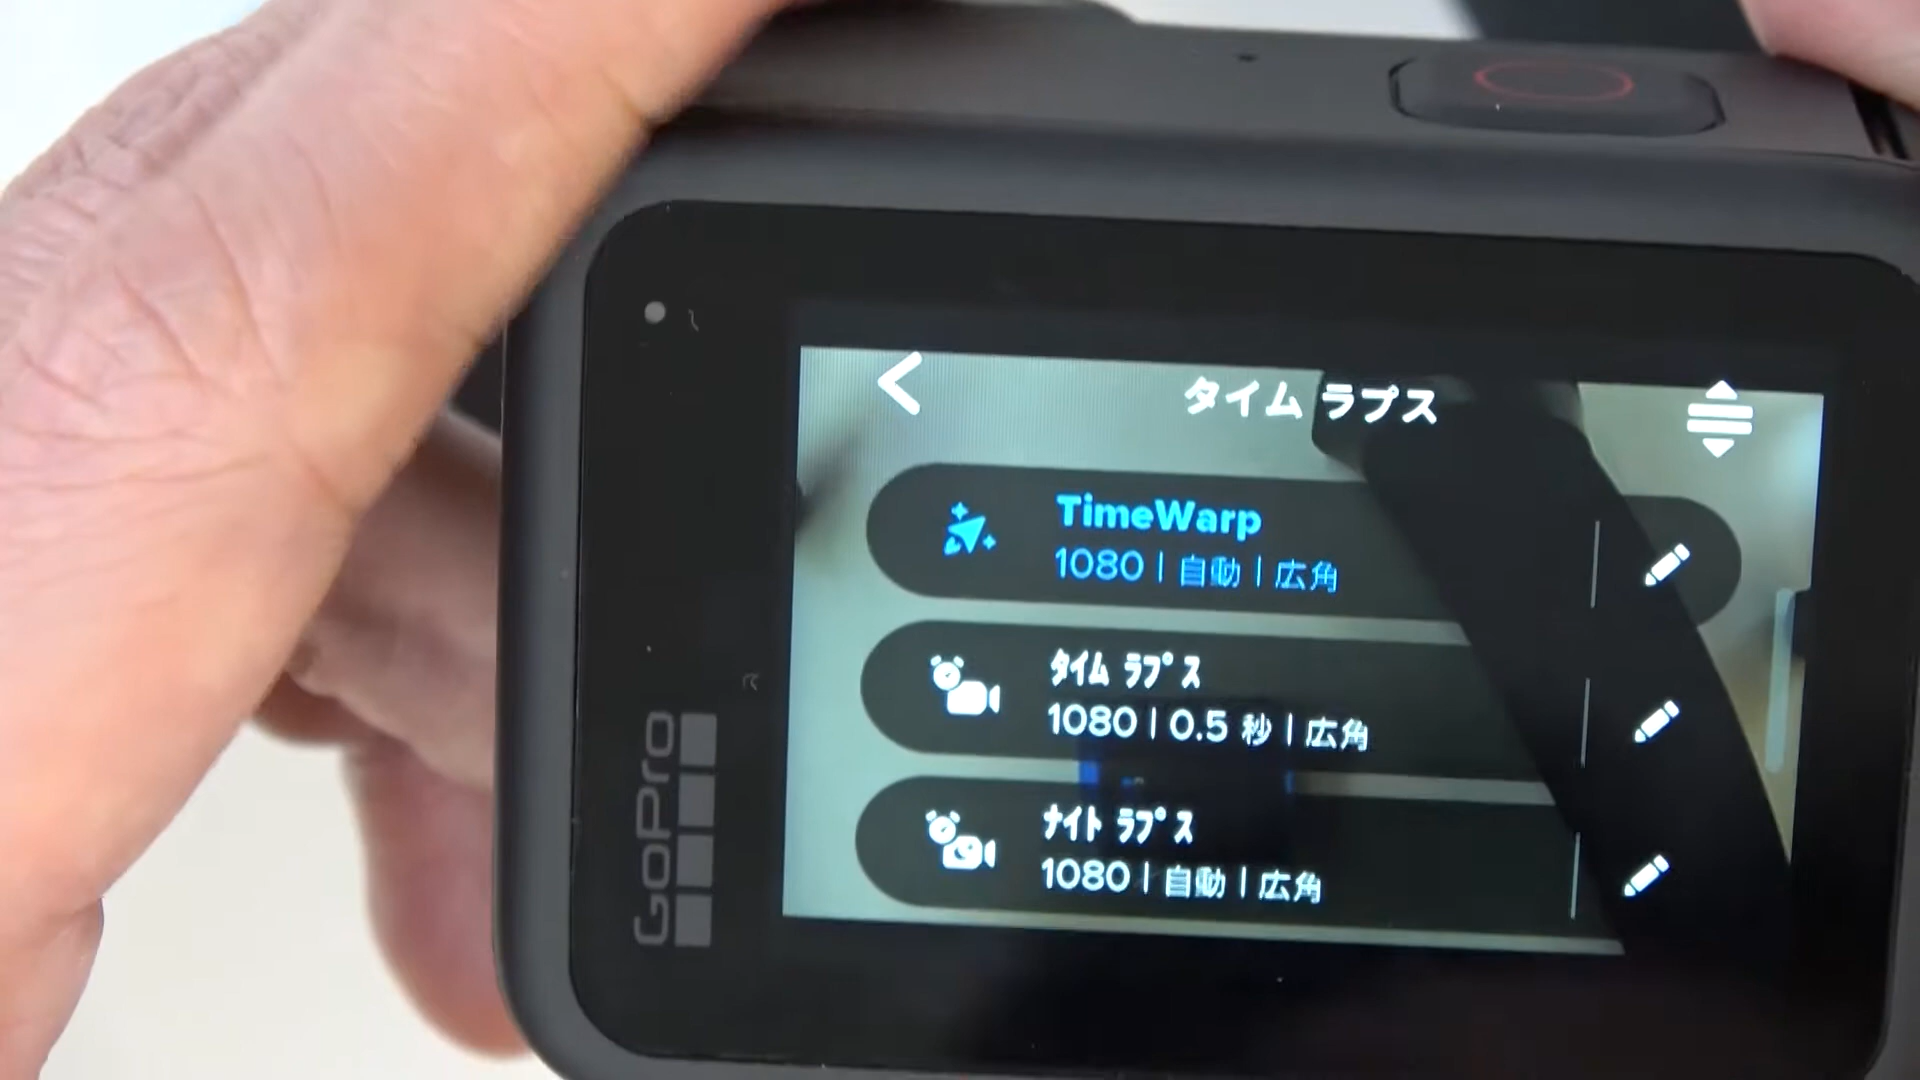 タイム ラプス
TimeWarp
1080 | 自動 | 広角
ﾀｲﾑ ﾗﾌﾟｽ
1080 | 0.5 秒 | 広角
ﾅｲﾄ ﾗﾌﾟｽ
1080 | 自動 | 広角
GoPro